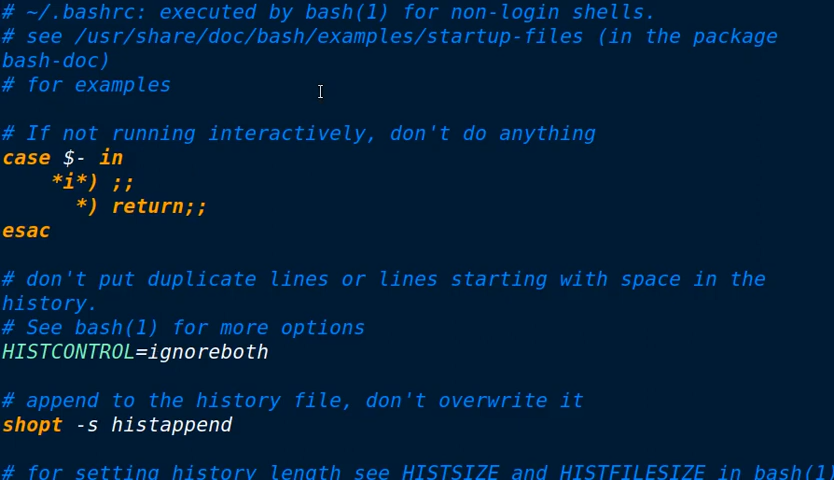 # ~/.bashrc: executed by bash(1) for non-login shells.
# see /usr/share/doc/bash/examples/startup-files (in the package
bash-doc)
# for examples
# If not running interactively, don't do anything
case $- in
    *i*) ;;
      *) return;;
esac
# don't put duplicate lines or lines starting with space in the
history.
# See bash(1) for more options
HISTCONTROL=ignoreboth
# append to the history file, don't overwrite it
shopt -s histappend
# for setting history length see HISTSIZE and HISTFILESIZE in bash(1)